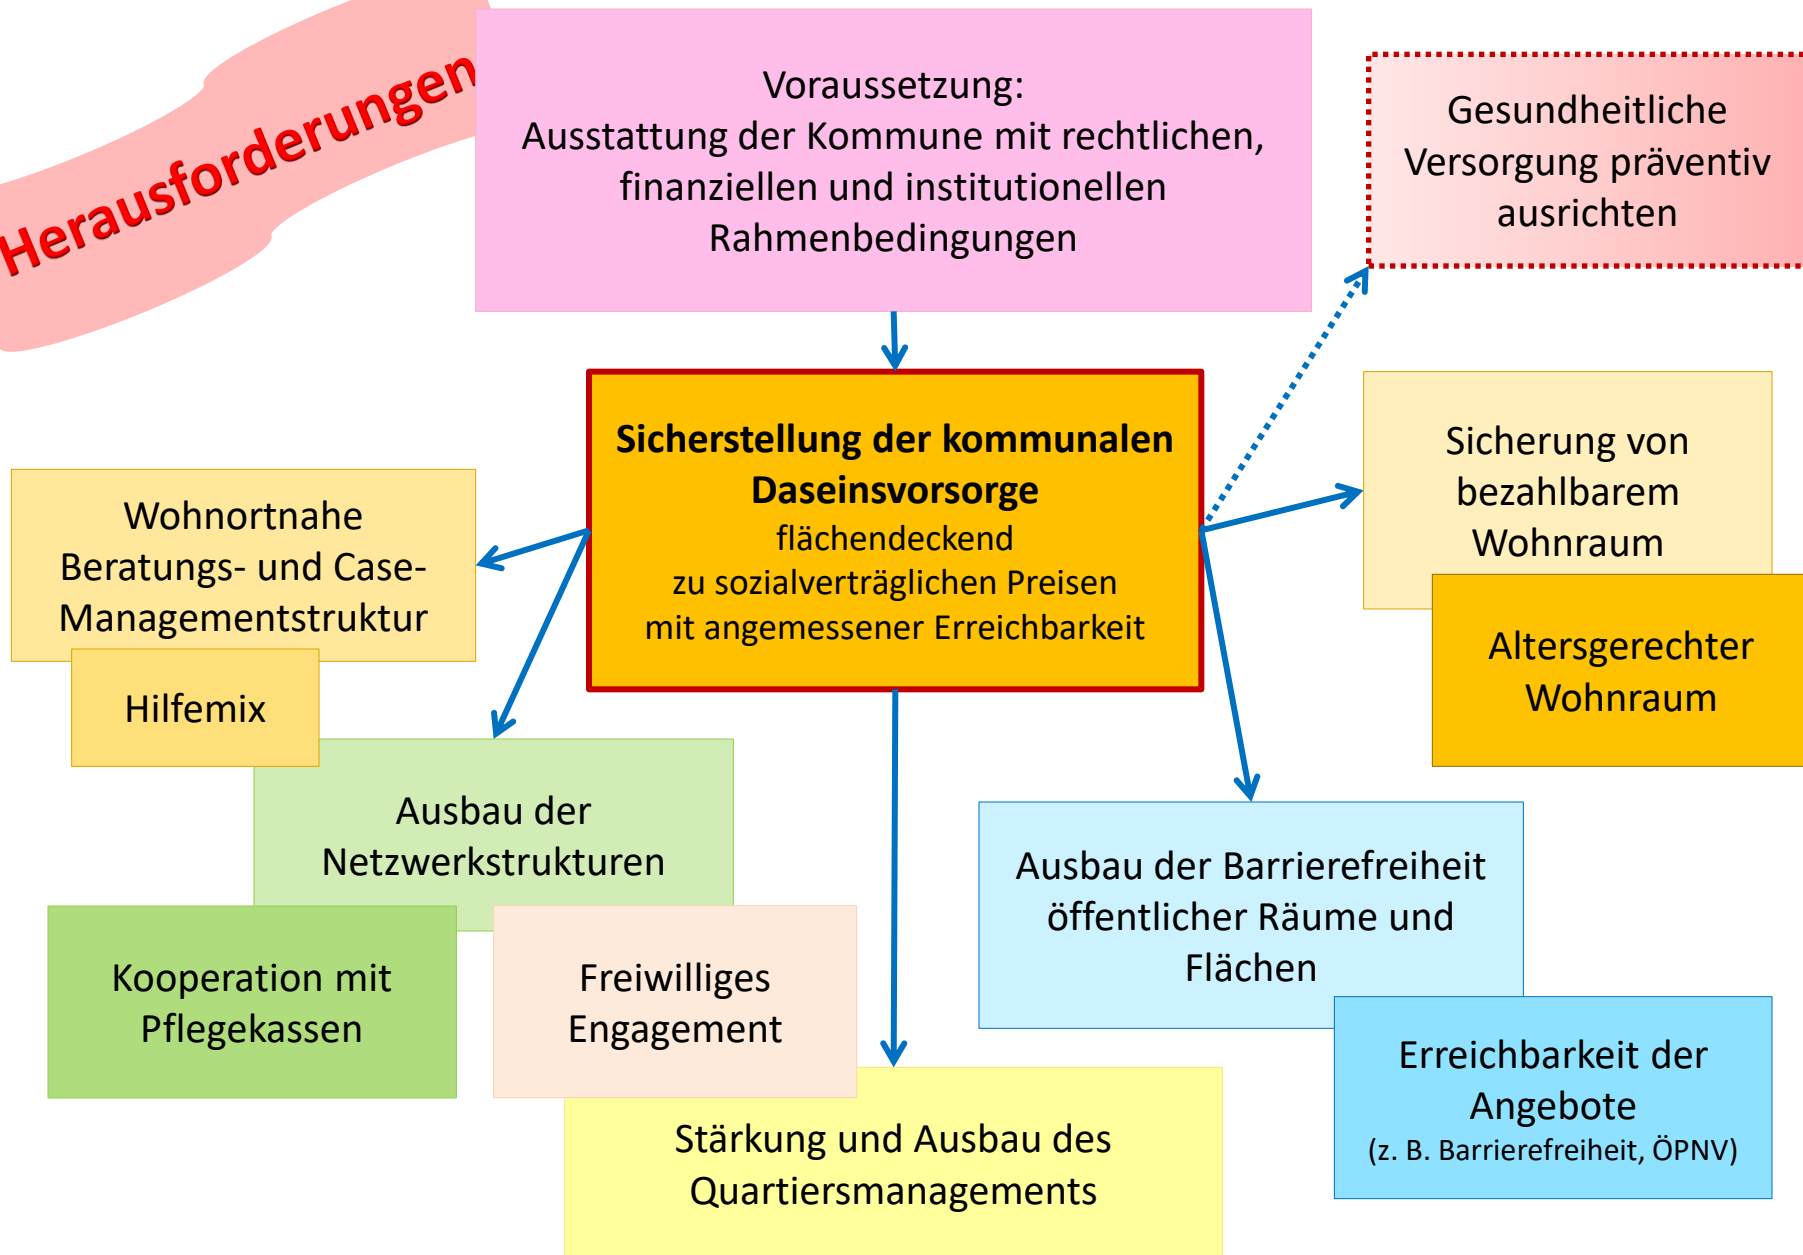 Herausforderungen
Voraussetzung:
Ausstattung der Kommune mit rechtlichen,
finanziellen und institutionellen
Rahmenbedingungen
Gesundheitliche
Versorgung präventiv
ausrichten
Sicherstellung der kommunalen
Daseinsvorsorge
flächendeckend
zu sozialverträglichen Preisen
mit angemessener Erreichbarkeit
Sicherung von
bezahlbarem
Wohnraum
Altersgerechter
Wohnraum
Wohnortnahe
Beratungs- und Case-
Managementstruktur
Hilfemix
Ausbau der
Netzwerkstrukturen
Kooperation mit
Pflegekassen
Freiwilliges
Engagement
Stärkung und Ausbau des
Quartiersmanagements
Ausbau der Barrierefreiheit
öffentlicher Räume und
Flächen
Erreichbarkeit der
Angebote
(z. B. Barrierefreiheit, ÖPNV)